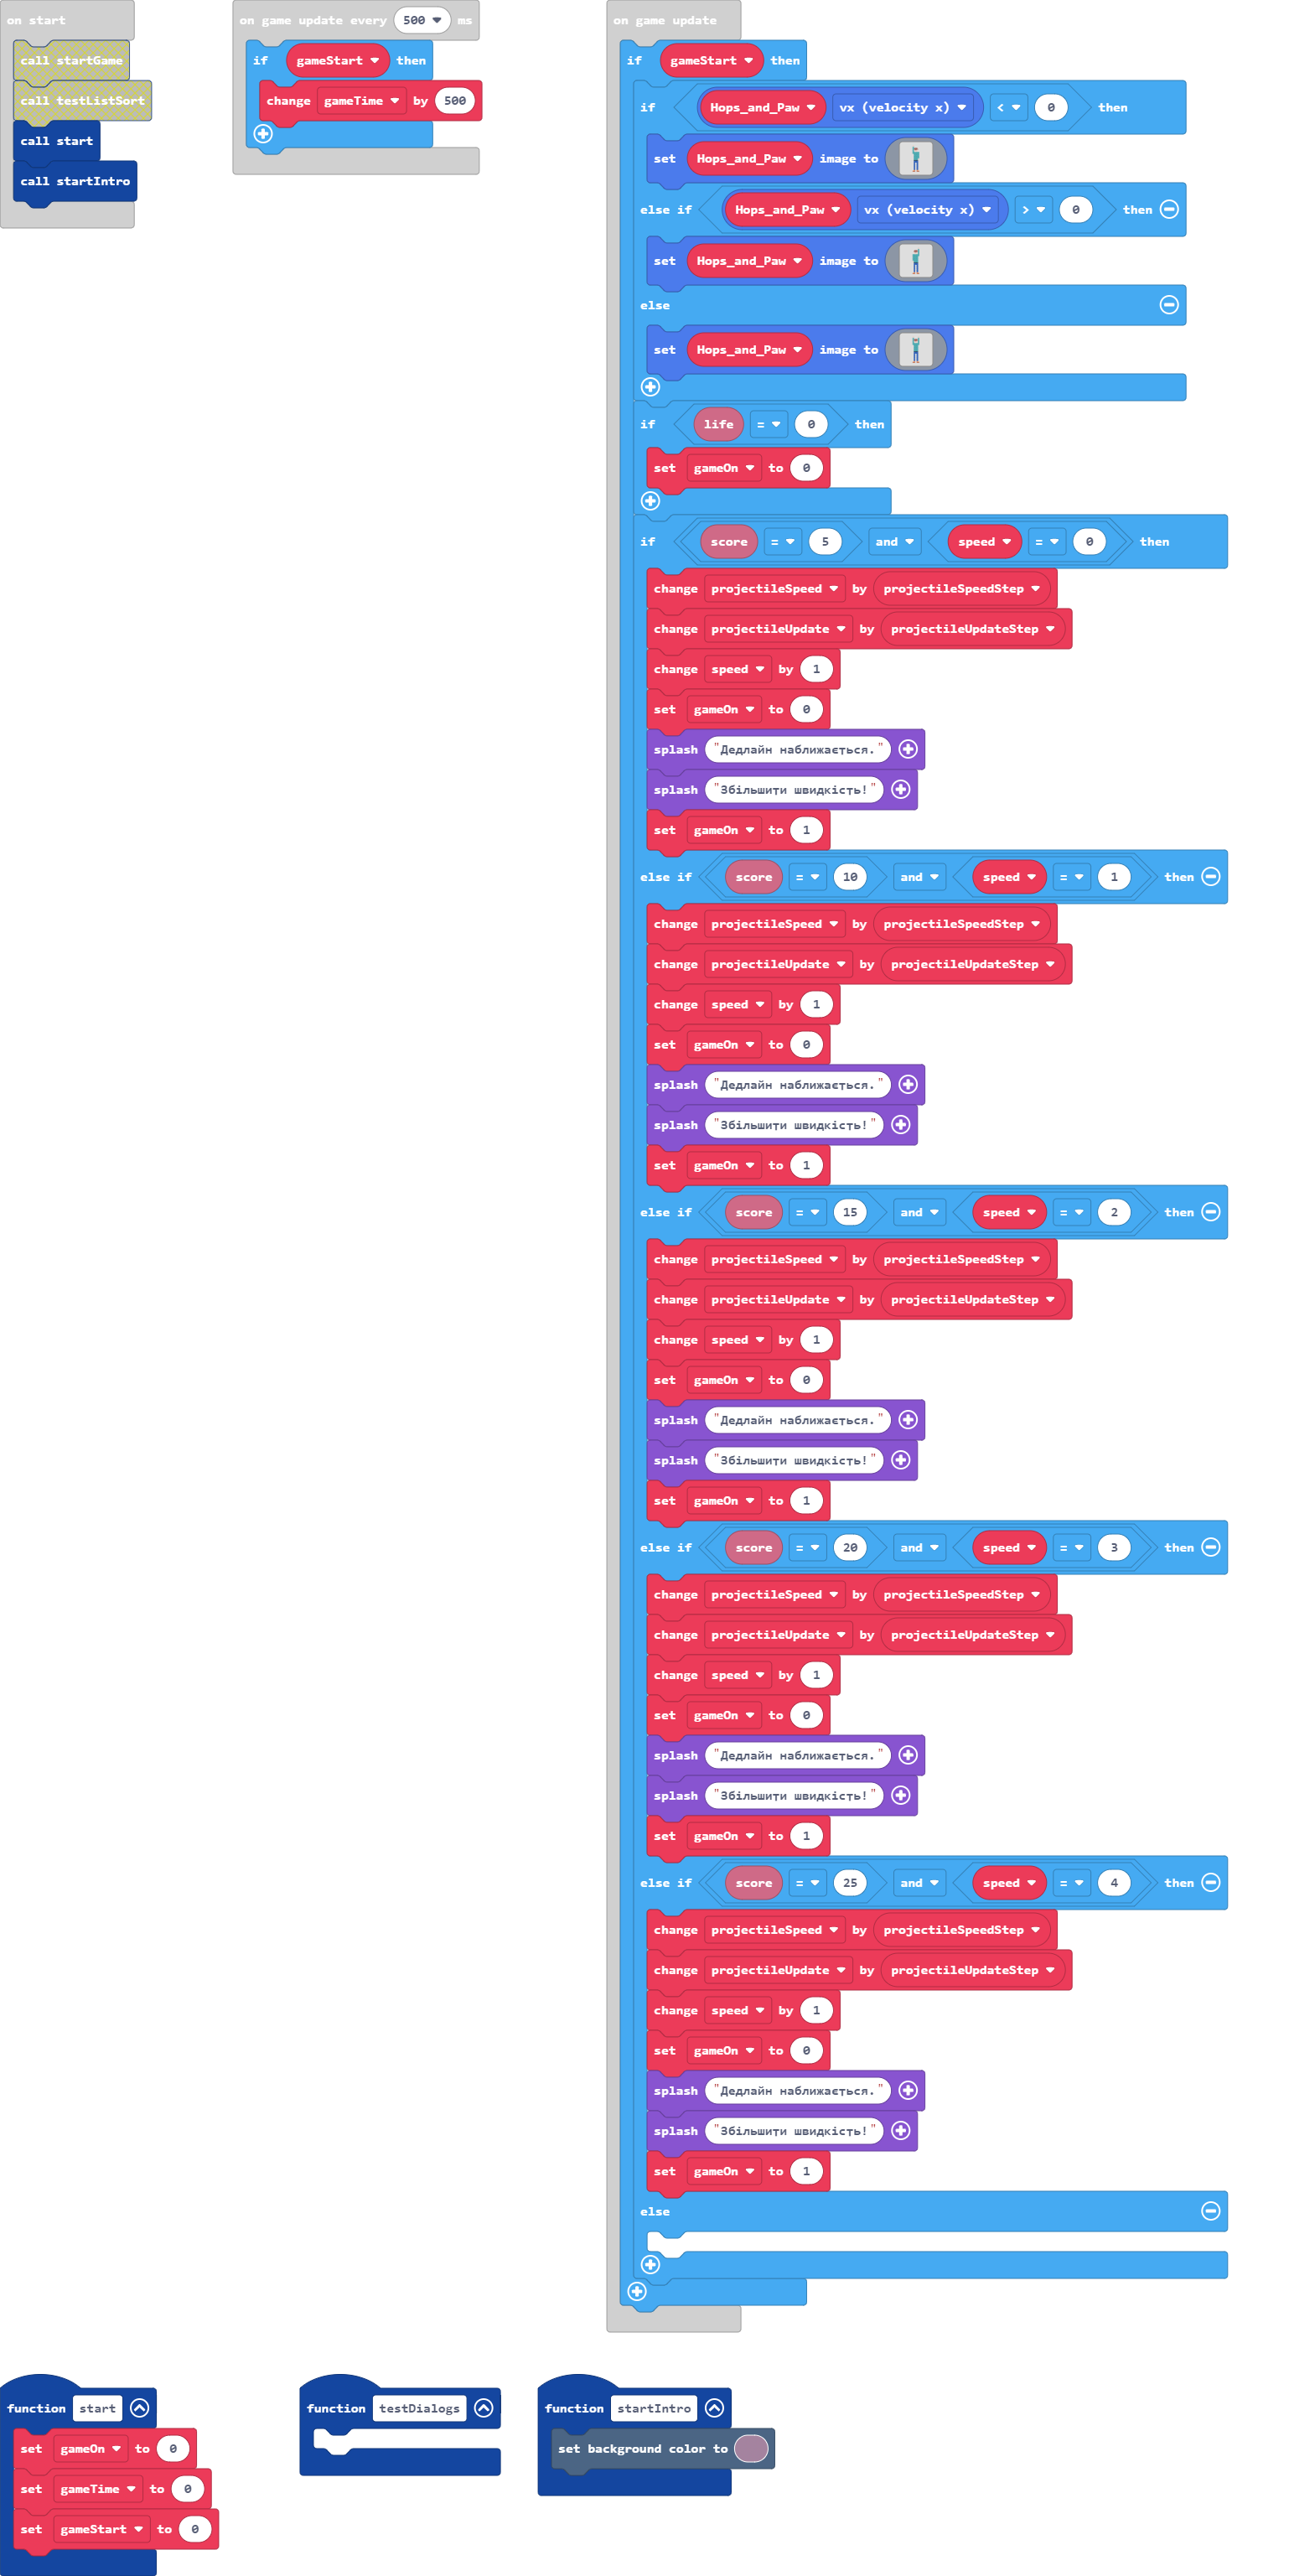 on start
call startGame
call testListSort
call start
call startIntro
on game update every 500 ms
if gameStart then
change gameTime by 500
on game update
if gameStart then
if Hops_and_Paw vx (velocity x) < 0 then
set Hops_and_Paw image to
else if Hops_and_Paw vx (velocity x) > 0 then
set Hops_and_Paw image to
else
set Hops_and_Paw image to
if life = 0 then
set gameOn to 0
if score = 5 and speed = 0 then
change projectileSpeed by projectileSpeedStep
change projectileUpdate by projectileUpdateStep
change speed by 1
set gameOn to 0
splash "Дедлайн наближається."
splash "Збільшити швидкість!"
set gameOn to 1
else if score = 10 and speed = 1 then
change projectileSpeed by projectileSpeedStep
change projectileUpdate by projectileUpdateStep
change speed by 1
set gameOn to 0
splash "Дедлайн наближається."
splash "Збільшити швидкість!"
set gameOn to 1
else if score = 15 and speed = 2 then
change projectileSpeed by projectileSpeedStep
change projectileUpdate by projectileUpdateStep
change speed by 1
set gameOn to 0
splash "Дедлайн наближається."
splash "Збільшити швидкість!"
set gameOn to 1
else if score = 20 and speed = 3 then
change projectileSpeed by projectileSpeedStep
change projectileUpdate by projectileUpdateStep
change speed by 1
set gameOn to 0
splash "Дедлайн наближається."
splash "Збільшити швидкість!"
set gameOn to 1
else if score = 25 and speed = 4 then
change projectileSpeed by projectileSpeedStep
change projectileUpdate by projectileUpdateStep
change speed by 1
set gameOn to 0
splash "Дедлайн наближається."
splash "Збільшити швидкість!"
set gameOn to 1
else
function start
set gameOn to 0
set gameTime to 0
set gameStart to 0
function testDialogs
function startIntro
set background color to